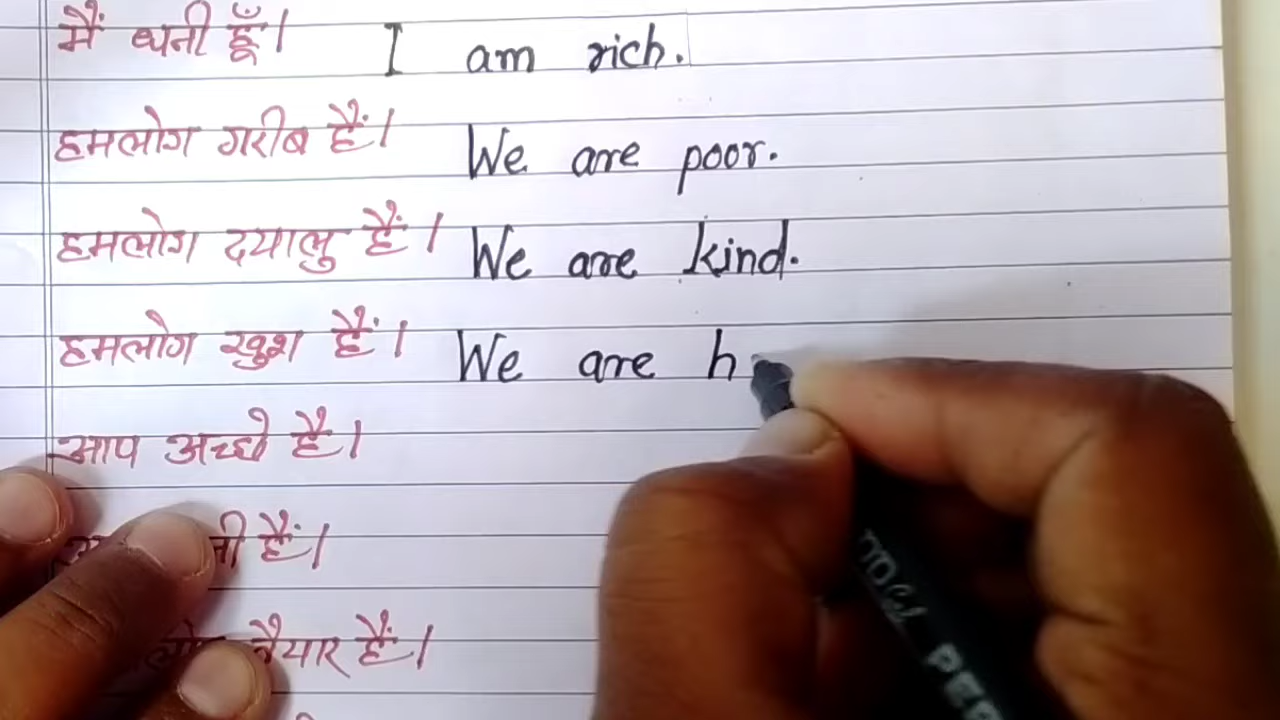 मैं धनी हूँ। I am rich.
हमलोग गरीब हैं। We are poor.
हमलोग दयालु हैं। We are kind.
हमलोग खुश हैं। We are h
आप अच्छे है।
हैं।
तैयार हैं।